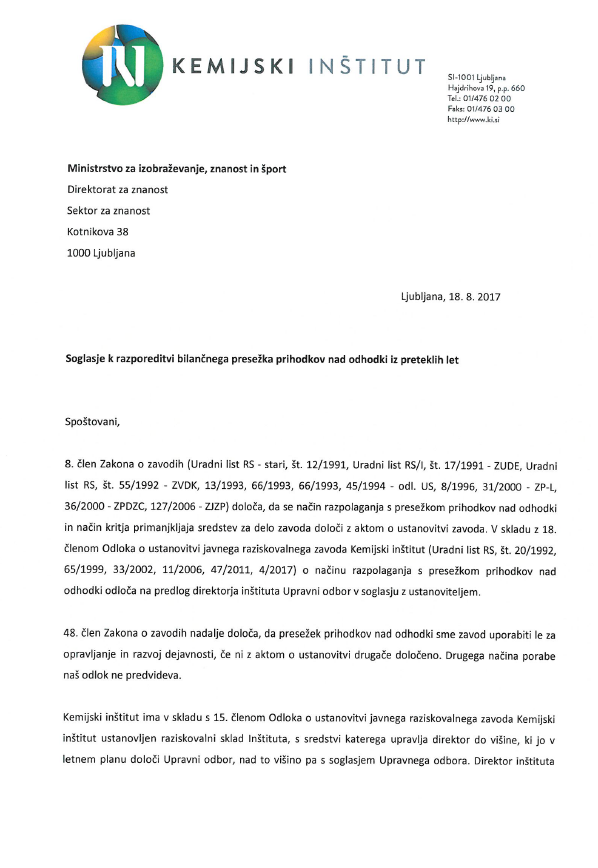 KEMIJSKI INŠTITUT
SI-1001 Ljubljana
Hajdrihova 19, p.p. 660
Tel.: 01/476 02 00
Faks: 01/476 03 00
http://www.ki.si
Ministrstvo za izobraževanje, znanost in šport
Direktorat za znanost
Sektor za znanost
Kotnikova 38
1000 Ljubljana
Ljubljana, 18. 8. 2017
Soglasje k razporeditvi bilančnega presežka prihodkov nad odhodki iz preteklih let
Spoštovani,
8. člen Zakona o zavodih (Uradni list RS - stari, št. 12/1991, Uradni list RS/I, št. 17/1991 - ZUDE, Uradni
list RS, št. 55/1992 - ZVDK, 13/1993, 66/1993, 66/1993, 45/1994 - odl. US, 8/1996, 31/2000 - ZP-L,
36/2000 - ZPDZC, 127/2006 - ZJZP) določa, da se način razpolaganja s presežkom prihodkov nad odhodki
in način kritja primanjkljaja sredstev za delo zavoda določi z aktom o ustanovitvi zavoda. V skladu z 18.
členom Odloka o ustanovitvi javnega raziskovalnega zavoda Kemijski inštitut (Uradni list RS, št. 20/1992,
65/1999, 33/2002, 11/2006, 47/2011, 4/2017) o načinu razpolaganja s presežkom prihodkov nad
odhodki odloča na predlog direktorja inštituta Upravni odbor v soglasju z ustanoviteljem.
48. člen Zakona o zavodih nadalje določa, da presežek prihodkov nad odhodki sme zavod uporabiti le za
opravljanje in razvoj dejavnosti, če ni z aktom o ustanovitvi drugače določeno. Drugega načina porabe
naš odlok ne predvideva.
Kemijski inštitut ima v skladu s 15. členom Odloka o ustanovitvi javnega raziskovalnega zavoda Kemijski
inštitut ustanovljen raziskovalni sklad Inštituta, s sredstvi katerega upravlja direktor do višine, ki jo v
letnem planu določi Upravni odbor, nad to višino pa s soglasjem Upravnega odbora. Direktor inštituta